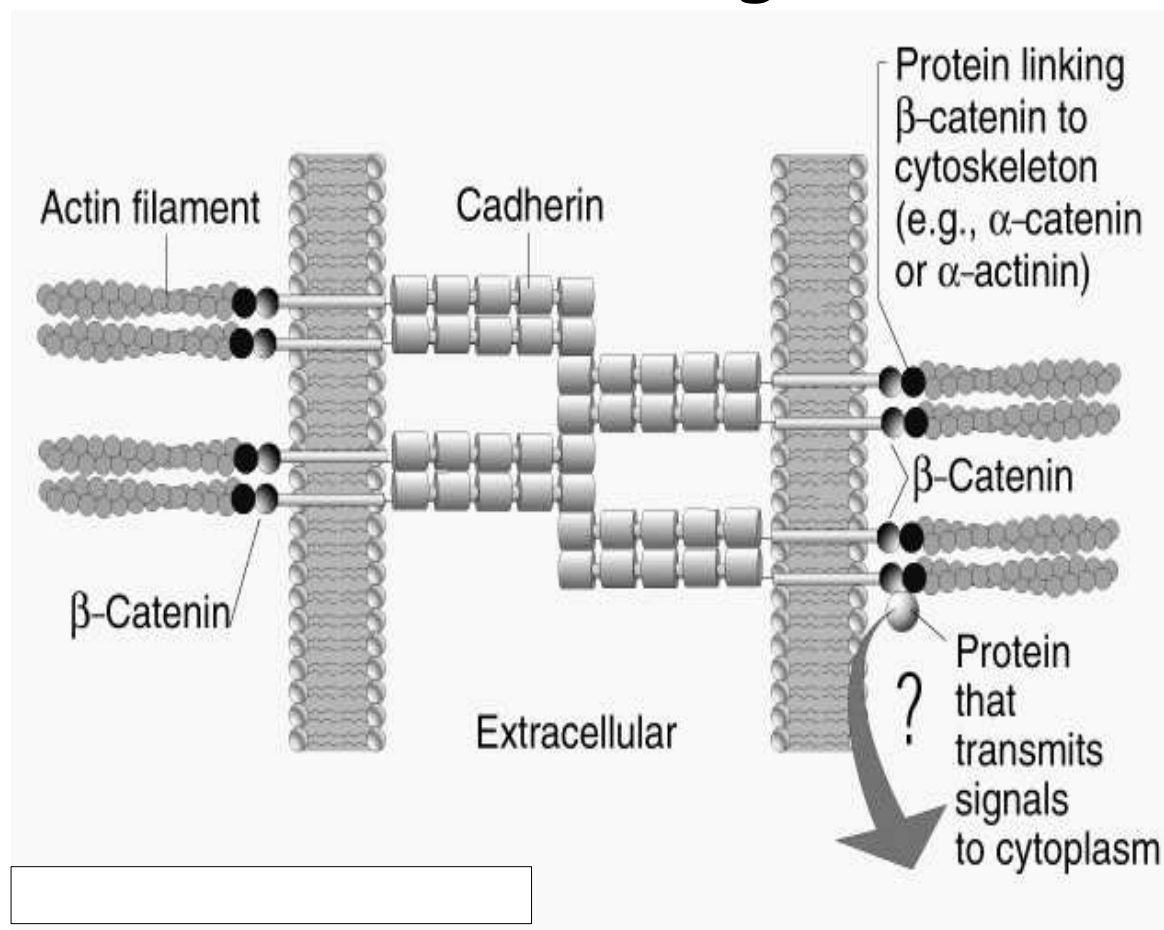 Protein linking
β–catenin to
cytoskeleton
(e.g., α–catenin
or α–actinin)
Actin filament
Cadherin
β–Catenin
β–Catenin
Extracellular
?
Protein
that
transmits
signals
to cytoplasm